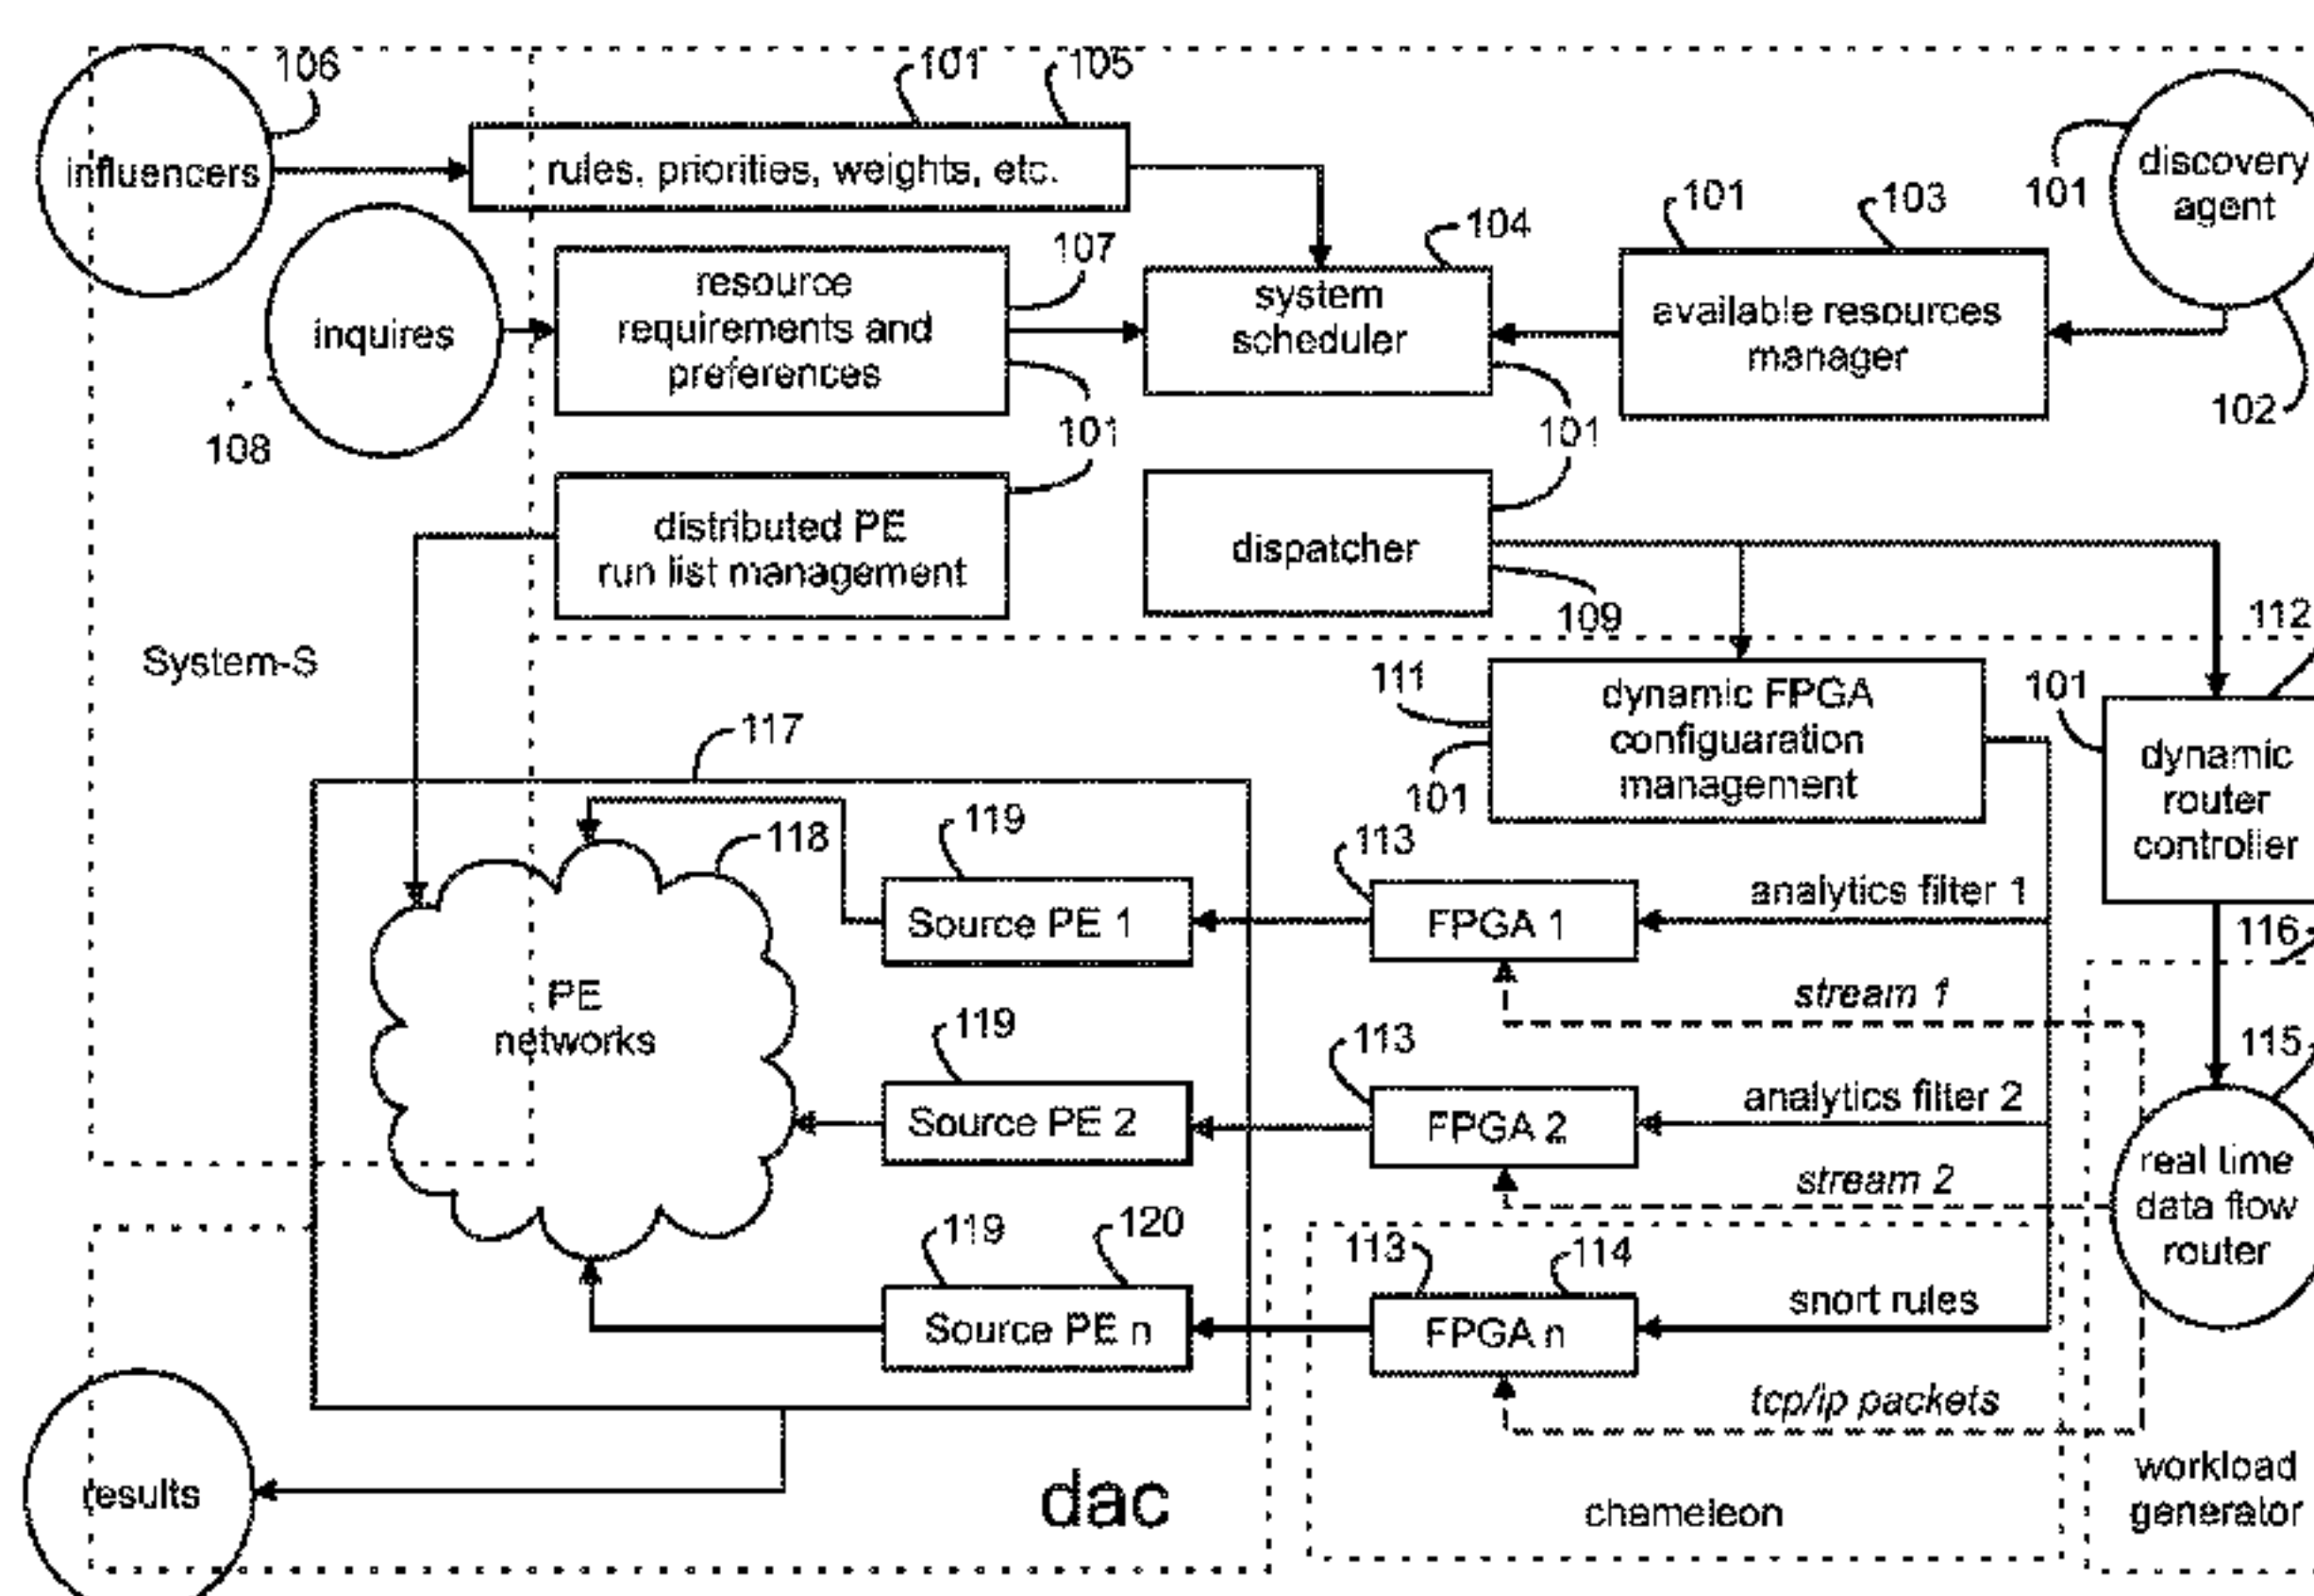 106
101
105
influencers
rules, priorities, weights, etc.
101
discovery
agent
102
101
103
104
107
resource
requirements and
preferences
system
scheduler
available resources
manager
inquires
108
101
101
distributed PE
run list management
dispatcher
109
112
System-S
111
101
dynamic FPGA
configuaration
management
101
dynamic
router
controller
117
118
119
Source PE 1
113
FPGA 1
analytics filter 1
116
stream 1
PE
networks
119
Source PE 2
113
FPGA 2
analytics filter 2
115
stream 2
real time
data flow
router
119
120
Source PE n
113
114
FPGA n
snort rules
tcp/ip packets
results
dac
chameleon
workload
generator